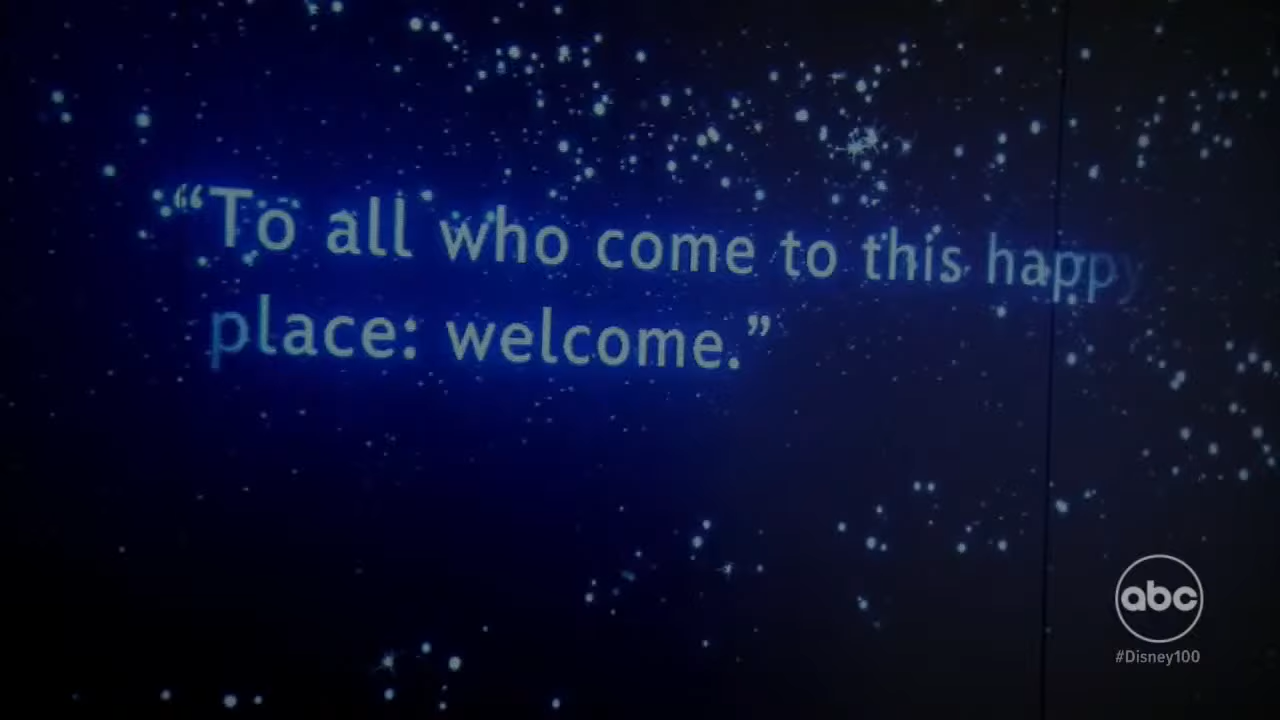 “To all who come to this happy
place: welcome.”
abc
#Disney100